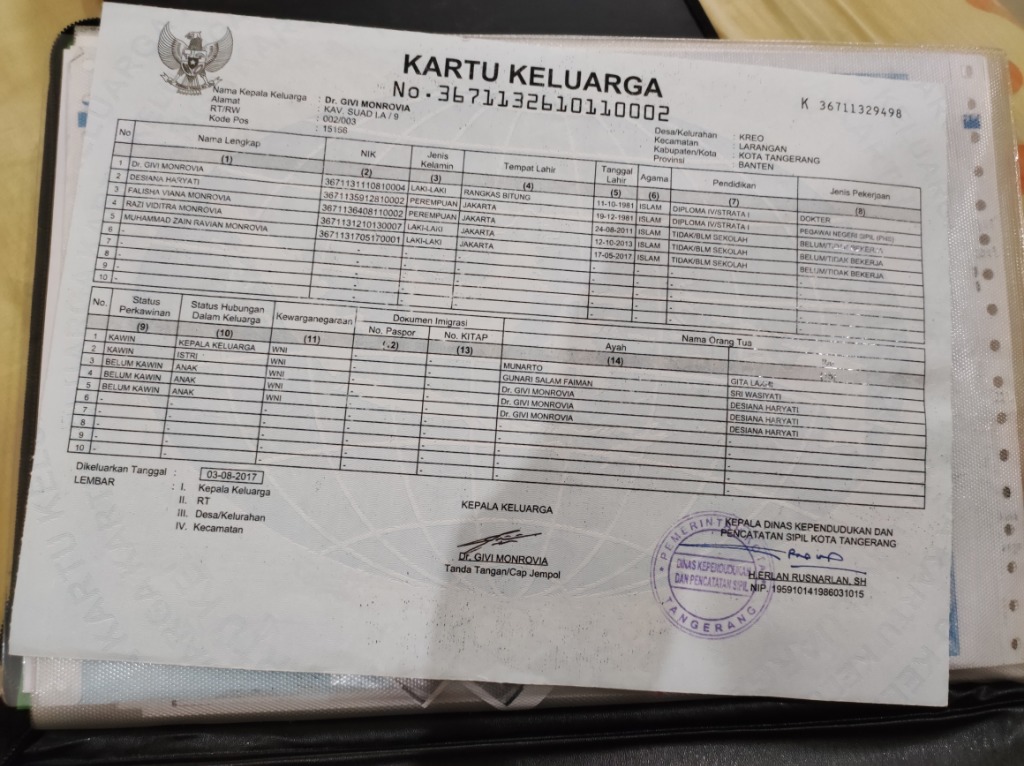 KARTU KELUARGA
No.3671132610110002
K 36711329498
Nama Kepala Keluarga : Dr. GIVI MONROVIA
Alamat : KAV. SUAD I.A / 9
RT/RW : 002/003
Kode Pos : 15156
Desa/Kelurahan : KREO
Kecamatan : LARANGAN
Kabupaten/Kota : KOTA TANGERANG
Provinsi : BANTEN
No Nama Lengkap NIK Jenis Kelamin Tempat Lahir Tanggal Lahir Agama Pendidikan Jenis Pekerjaan
(1) (2) (3) (4) (5) (6) (7) (8)
1 Dr. GIVI MONROVIA 3671131110810004 LAKI-LAKI RANGKAS BITUNG 11-10-1981 ISLAM DIPLOMA IV/STRATA I DOKTER
2 DESIANA HARYATI 3671135912810002 PEREMPUAN JAKARTA 19-12-1981 ISLAM DIPLOMA IV/STRATA I PEGAWAI NEGERI SIPIL (PNS)
3 FALISHA VIANA MONROVIA 3671136408110002 PEREMPUAN JAKARTA 24-08-2011 ISLAM TIDAK/BLM SEKOLAH BELUM/TIDAK BEKERJA
4 RAZI VIDITRA MONROVIA 3671131210130007 LAKI-LAKI JAKARTA 12-10-2013 ISLAM TIDAK/BLM SEKOLAH BELUM/TIDAK BEKERJA
5 MUHAMMAD ZAIN RAVIAN MONROVIA 3671131705170001 LAKI-LAKI JAKARTA 17-05-2017 ISLAM TIDAK/BLM SEKOLAH BELUM/TIDAK BEKERJA
6 - - - - - - - -
7 - - - - - - - -
8 - - - - - - - -
9 - - - - - - - -
10 - - - - - - - -
No. Status Perkawinan Status Hubungan Dalam Keluarga Kewarganegaraan Dokumen Imigrasi Nama Orang Tua
No. Paspor No. KITAP Ayah
(9) (10) (11) (13) (14)
1 KAWIN KEPALA KELUARGA WNI - - MUNARTO GITA
2 KAWIN ISTRI WNI - - GUNARI SALAM FAIMAN SRI WASIYATI
3 BELUM KAWIN ANAK WNI - - Dr. GIVI MONROVIA DESIANA HARYATI
4 BELUM KAWIN ANAK WNI - - Dr. GIVI MONROVIA DESIANA HARYATI
5 BELUM KAWIN ANAK WNI - - Dr. GIVI MONROVIA DESIANA HARYATI
6 - - - - - - -
7 - - - - - - -
8 - - - - - - -
9 - - - - - - -
10 - - - - - - -
Dikeluarkan Tanggal : 03-08-2017
LEMBAR : I. Kepala Keluarga
II. RT
III. Desa/Kelurahan
IV. Kecamatan
KEPALA KELUARGA
Dr. GIVI MONROVIA
Tanda Tangan/Cap Jempol
KEPALA DINAS KEPENDUDUKAN DAN
PENCATATAN SIPIL KOTA TANGERANG
DINAS KEPENDUDUKAN
DAN PENCATATAN SIPIL
TANGERANG
H.ERLAN RUSNARLAN, SH
NIP. 195910141986031015